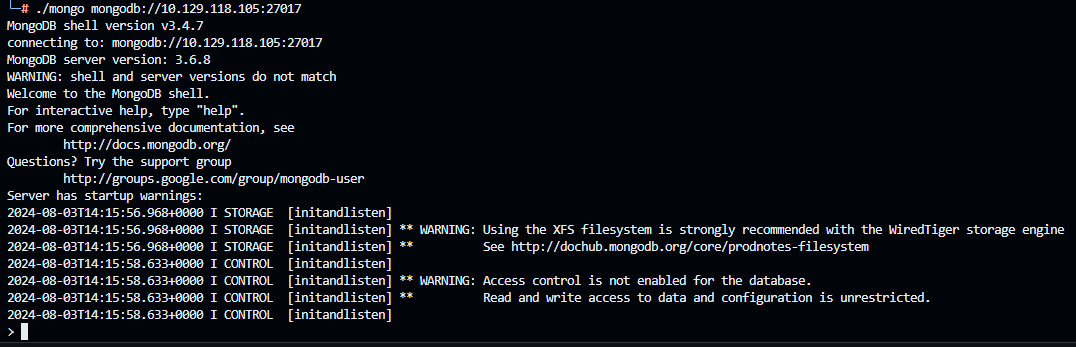 └─# ./mongo mongodb://10.129.118.105:27017
MongoDB shell version v3.4.7
connecting to: mongodb://10.129.118.105:27017
MongoDB server version: 3.6.8
WARNING: shell and server versions do not match
Welcome to the MongoDB shell.
For interactive help, type "help".
For more comprehensive documentation, see
        http://docs.mongodb.org/
Questions? Try the support group
        http://groups.google.com/group/mongodb-user
Server has startup warnings:
2024-08-03T14:15:56.968+0000 I STORAGE  [initandlisten]
2024-08-03T14:15:56.968+0000 I STORAGE  [initandlisten] ** WARNING: Using the XFS filesystem is strongly recommended with the WiredTiger storage engine
2024-08-03T14:15:56.968+0000 I STORAGE  [initandlisten] **          See http://dochub.mongodb.org/core/prodnotes-filesystem
2024-08-03T14:15:58.633+0000 I CONTROL  [initandlisten]
2024-08-03T14:15:58.633+0000 I CONTROL  [initandlisten] ** WARNING: Access control is not enabled for the database.
2024-08-03T14:15:58.633+0000 I CONTROL  [initandlisten] **          Read and write access to data and configuration is unrestricted.
2024-08-03T14:15:58.633+0000 I CONTROL  [initandlisten]
>